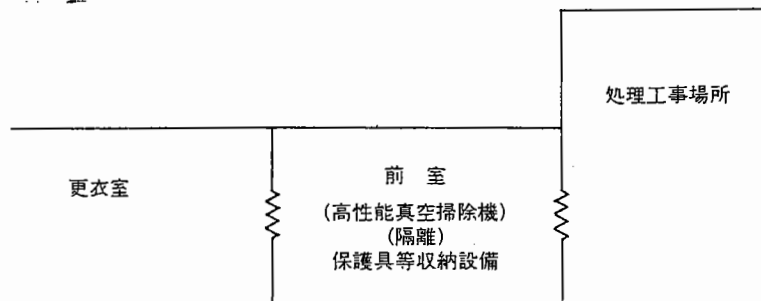 処理工事場所
更衣室
前 室
(高性能真空掃除機)
(隔離)
保護具等収納設備